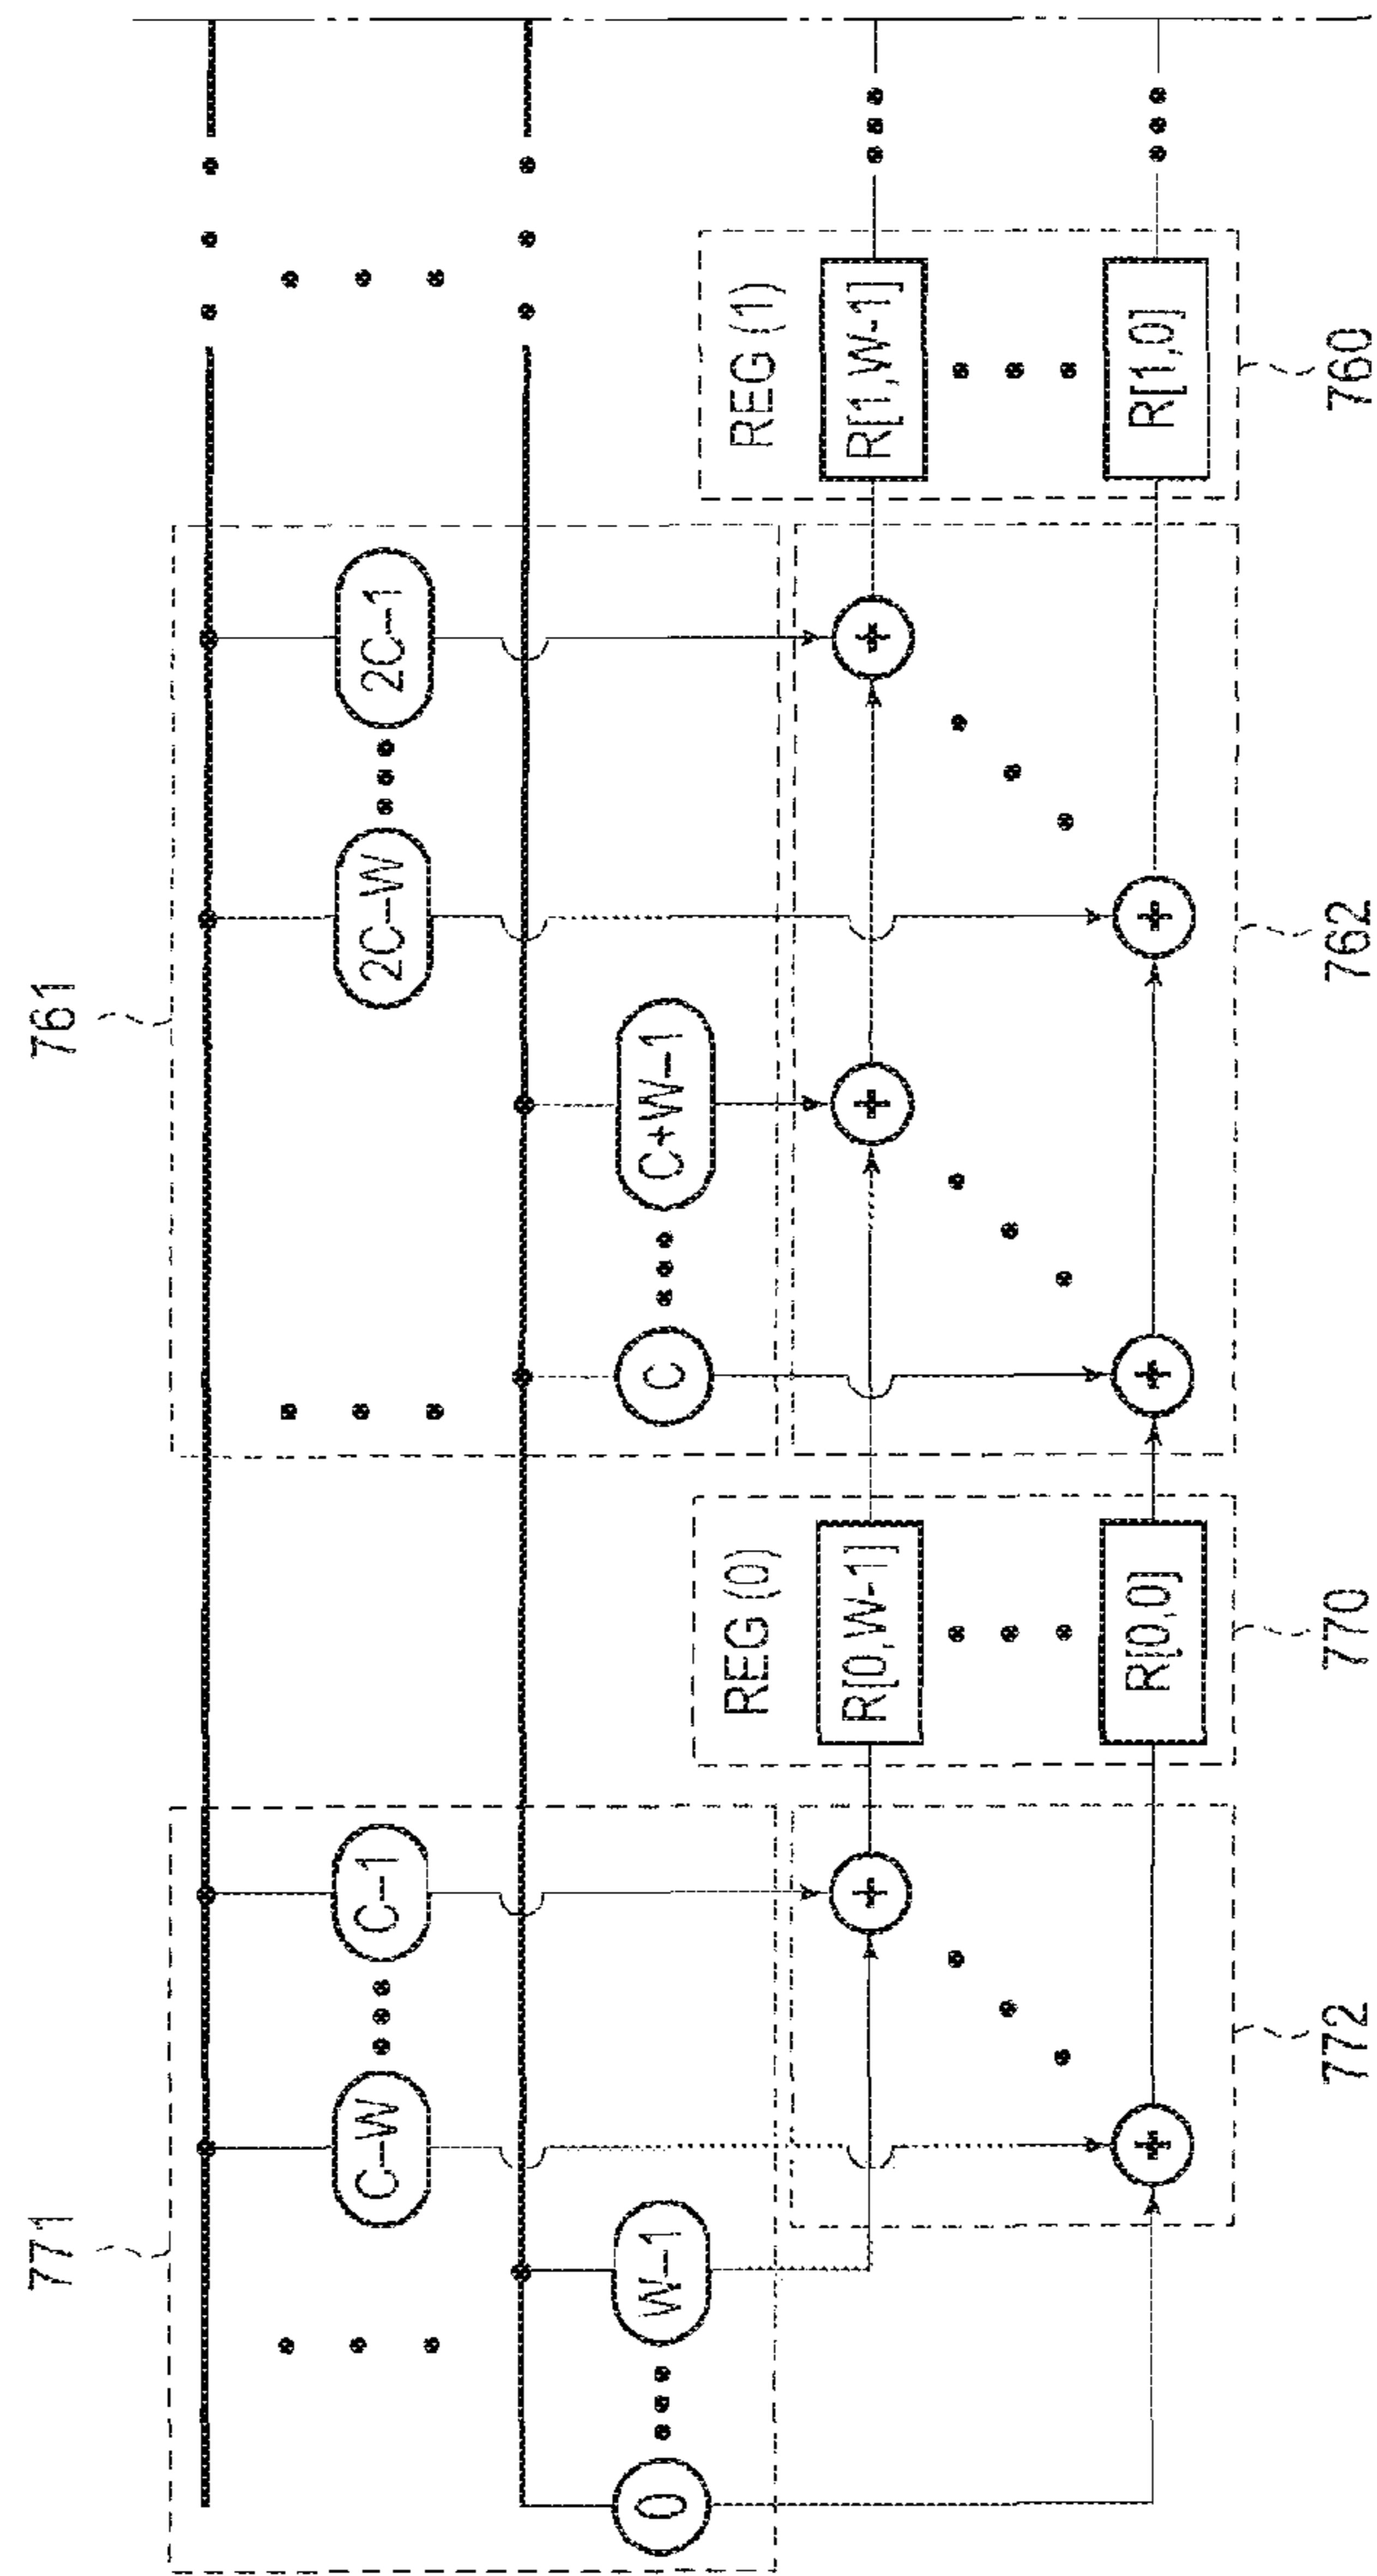 771
761
C-W
C-1
2C-W
2C-1
0
W-1
C
C+W-1
REG (0)
REG (1)
R[0,W-1]
R[1,W-1]
+
+
+
+
+
+
R[0,0]
R[1,0]
772
770
762
760